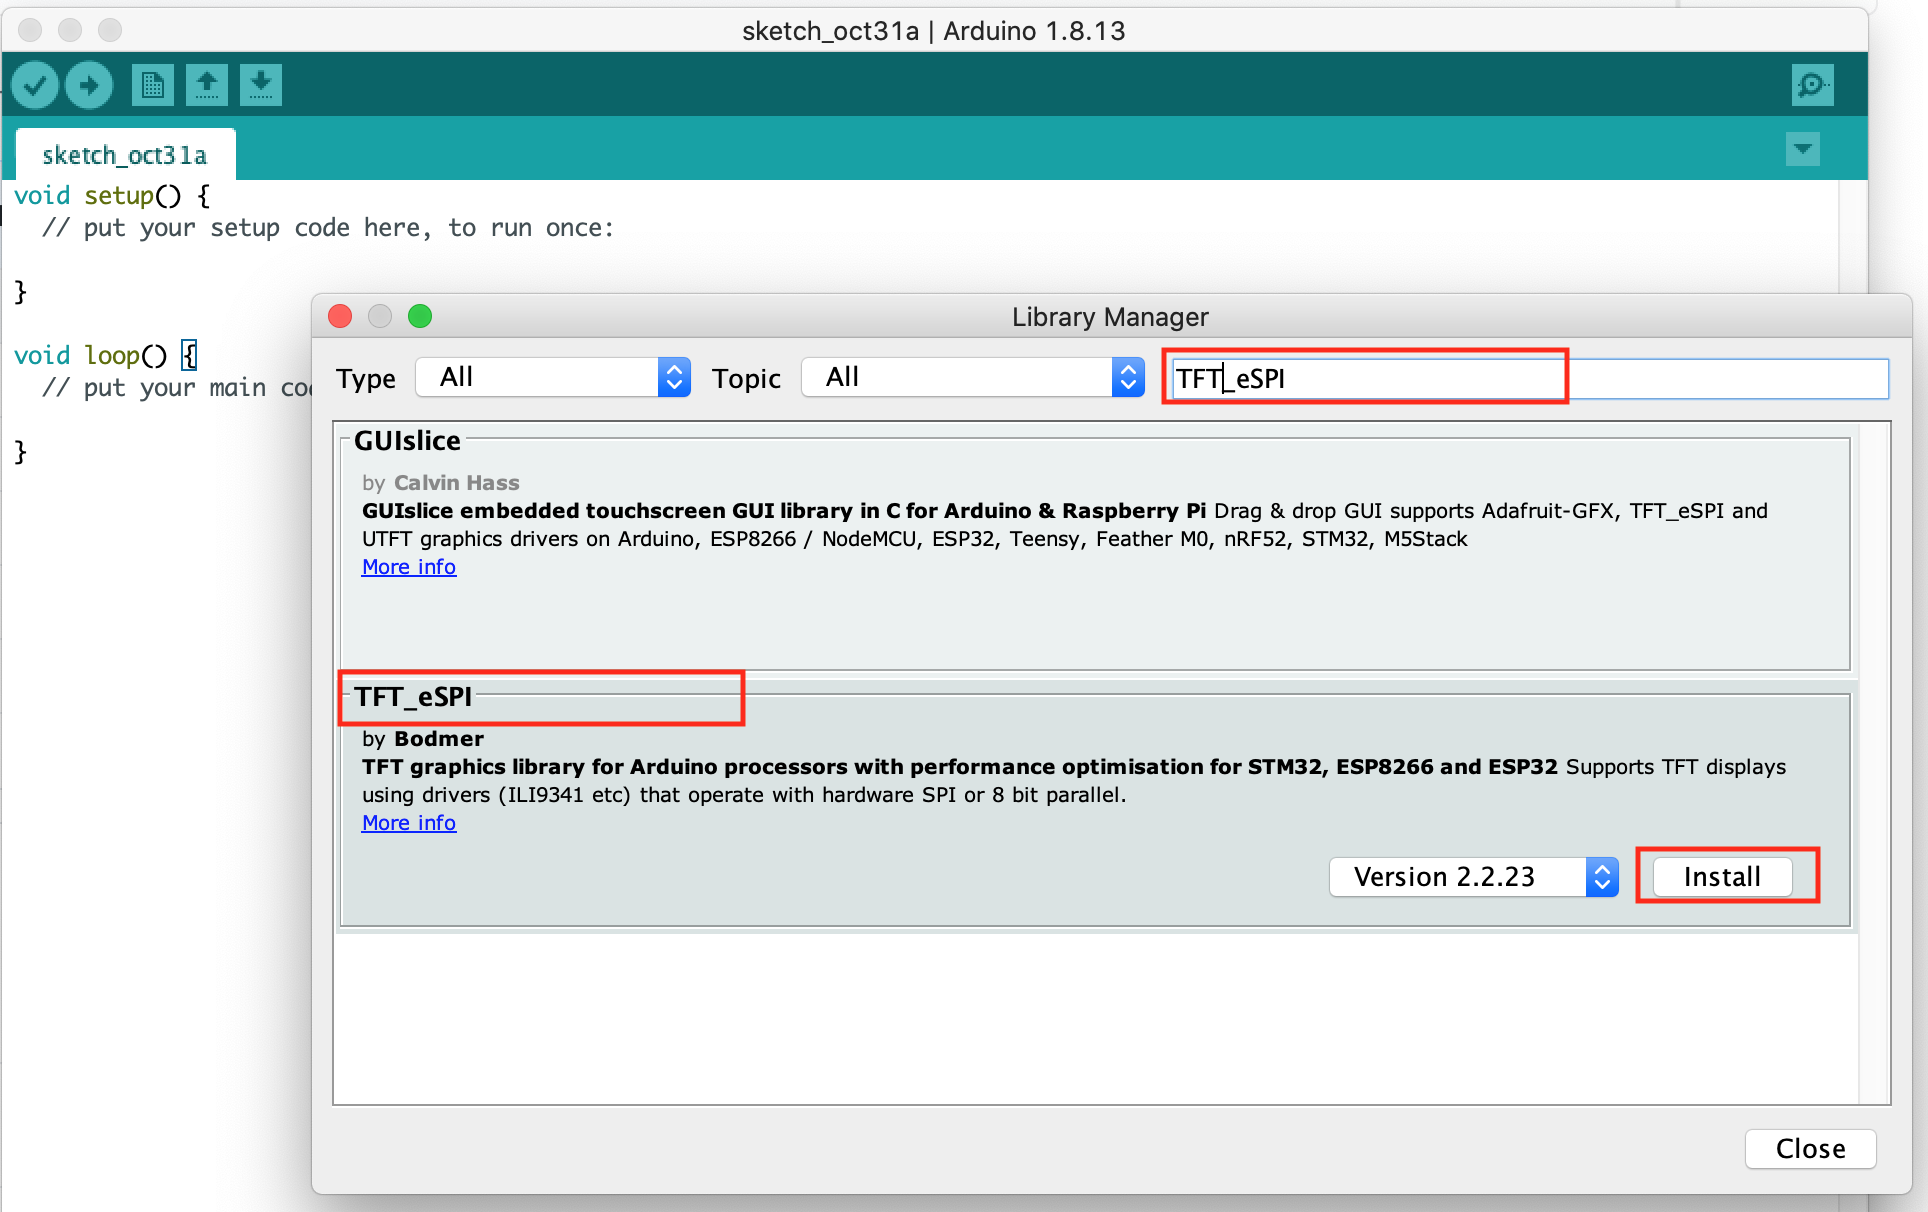 sketch_oct31a | Arduino 1.8.13
sketch_oct31a
void setup() {
// put your setup code here, to run once:
}
void loop() {
// put your main co
}
Library Manager
Type All Topic All TFT_eSPI
GUIslice
by Calvin Hass
GUIslice embedded touchscreen GUI library in C for Arduino & Raspberry Pi Drag & drop GUI supports Adafruit-GFX, TFT_eSPI and
UTFT graphics drivers on Arduino, ESP8266 / NodeMCU, ESP32, Teensy, Feather M0, nRF52, STM32, M5Stack
More info
TFT_eSPI
by Bodmer
TFT graphics library for Arduino processors with performance optimisation for STM32, ESP8266 and ESP32 Supports TFT displays
using drivers (ILI9341 etc) that operate with hardware SPI or 8 bit parallel.
More info
Version 2.2.23 Install
Close